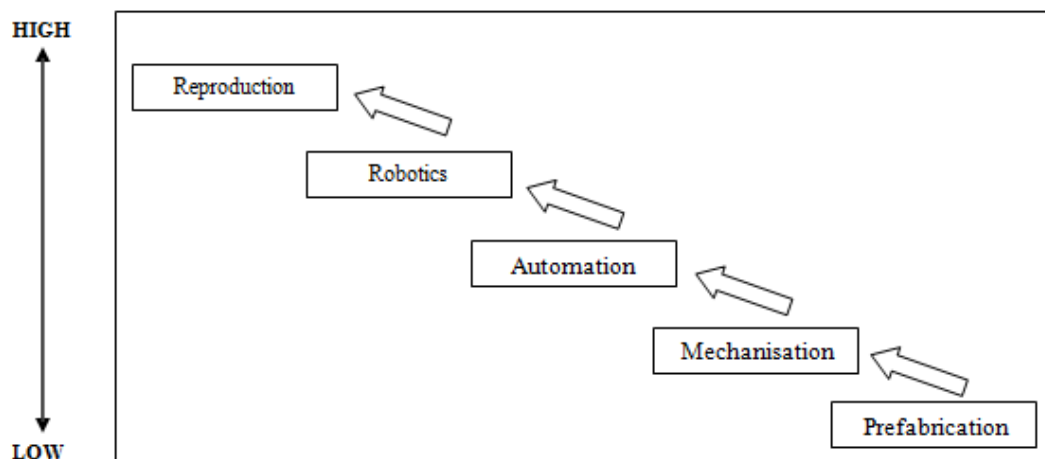 HIGH
Reproduction
Robotics
Automation
Mechanisation
Prefabrication
LOW